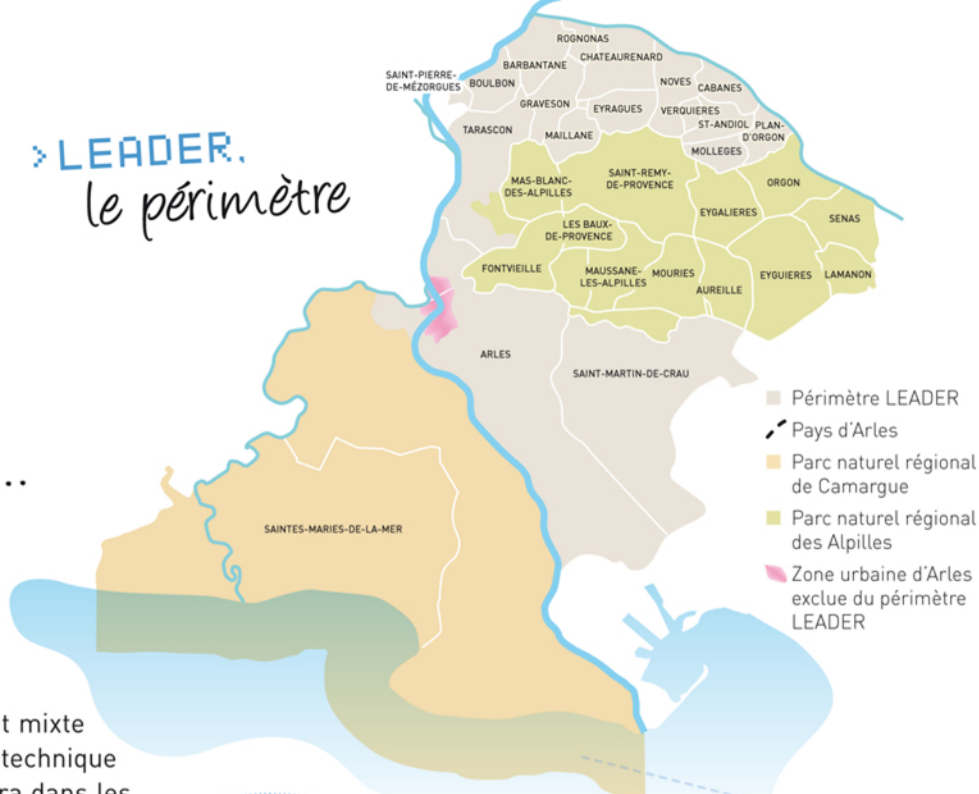 > LEADER.
le périmètre
ROGNONAS
CHATEAURENARD
BARBANTANE
SAINT-PIERRE-
DE-MÉZORGUES
BOULBON
NOVES
CABANES
GRAVESON
EYRAGUES
VERQUIERES
ST-ANDIOL
PLAN-
D'ORGON
TARASCON
MAILLANE
MOLLEGES
MAS-BLANC-
DES-ALPILLES
SAINT-REMY-
DE-PROVENCE
ORGON
EYGALIERES
SENAS
LES BAUX-
DE-PROVENCE
FONTVIEILLE
MAUSSANE-
LES-ALPILLES
MOURIES
AUREILLE
EYGUIERES
LAMANON
ARLES
SAINT-MARTIN-DE-CRAU
SAINTES-MARIES-DE-LA-MER
Périmètre LEADER
Pays d'Arles
Parc naturel régional
de Camargue
Parc naturel régional
des Alpilles
Zone urbaine d'Arles
exclue du périmètre
LEADER
..
t mixte
technique
ra dans les